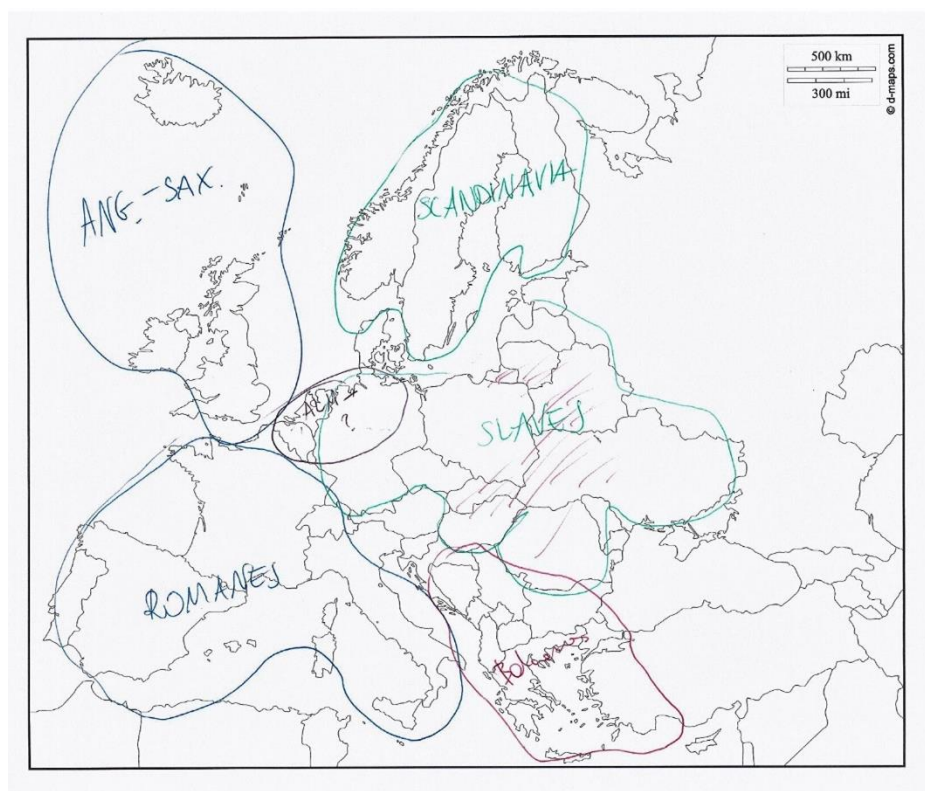 500 km
300 mi
© d-maps.com
ANG.-SAX.
SCANDINAVIA
?
SLAVES
ROMANES